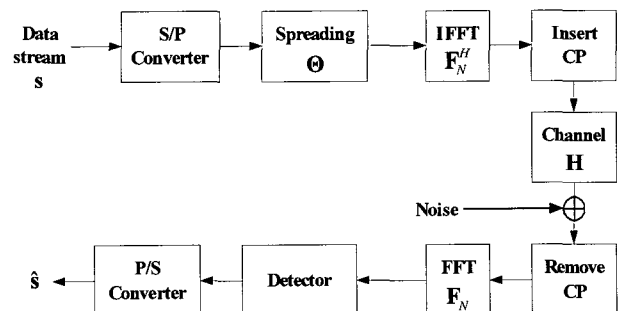 Data
stream
s
S/P
Converter
Spreading
Θ
IFFT
F_N^H
Insert
CP
Channel
H
Noise
Remove
CP
FFT
F_N
Detector
P/S
Converter
ŝ